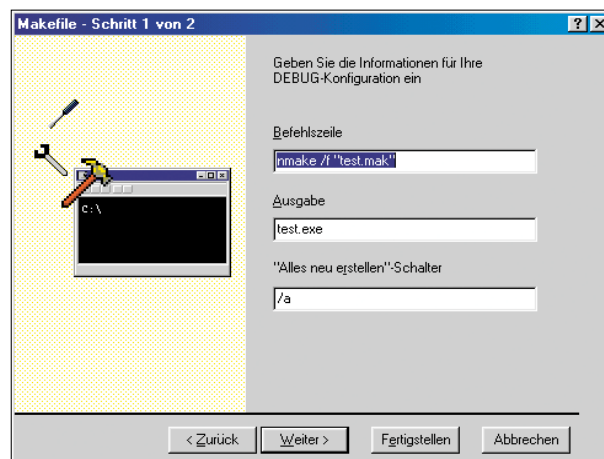 Makefile - Schritt 1 von 2
Geben Sie die Informationen für Ihre
DEBUG-Konfiguration ein
Befehlszeile
nmake /f "test.mak"
C:\
Ausgabe
test.exe
"Alles neu erstellen"-Schalter
/a
< Zurück
Weiter >
Fertigstellen
Abbrechen